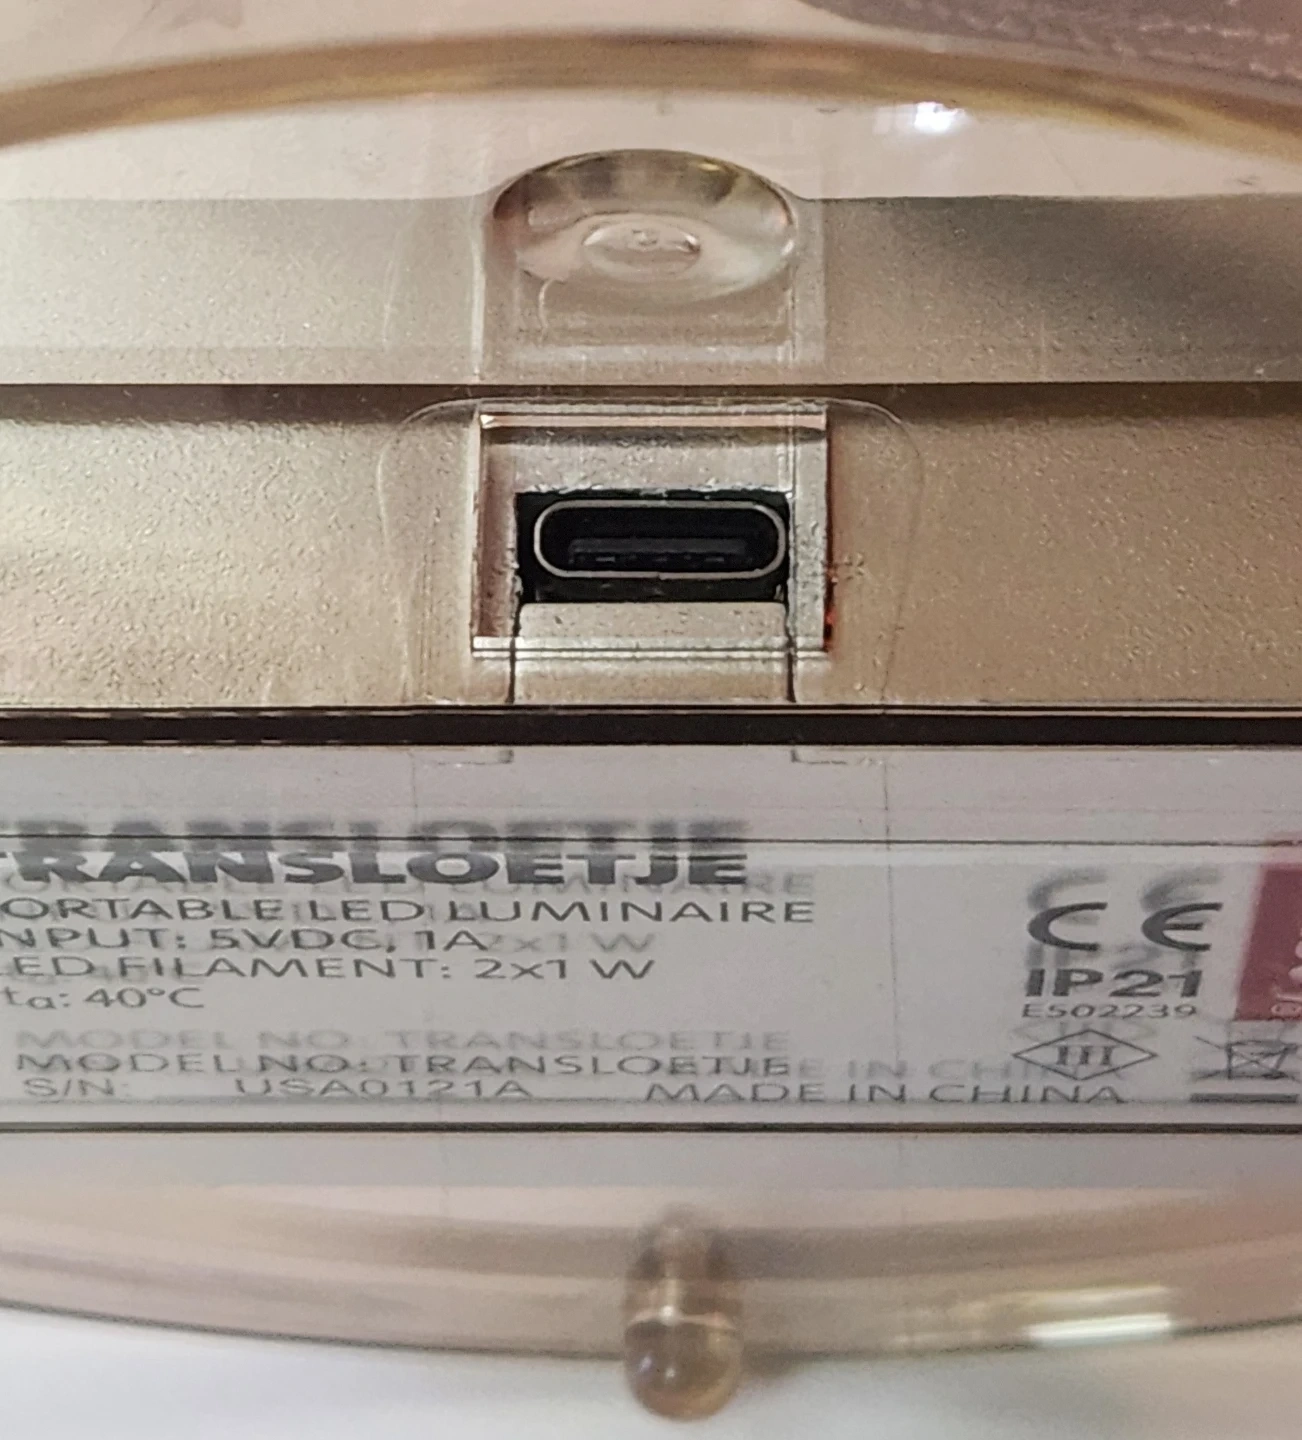 TRANSLOETJE
ORTABLE LED LUMINAIRE
NPUT: 5VDC, 1A
LED FILAMENT: 2x1 W
ta: 40°C
MODEL NO: TRANSLOETJE
S/N: USA0121A MADE IN CHINA
CE
IP21
E502239
III